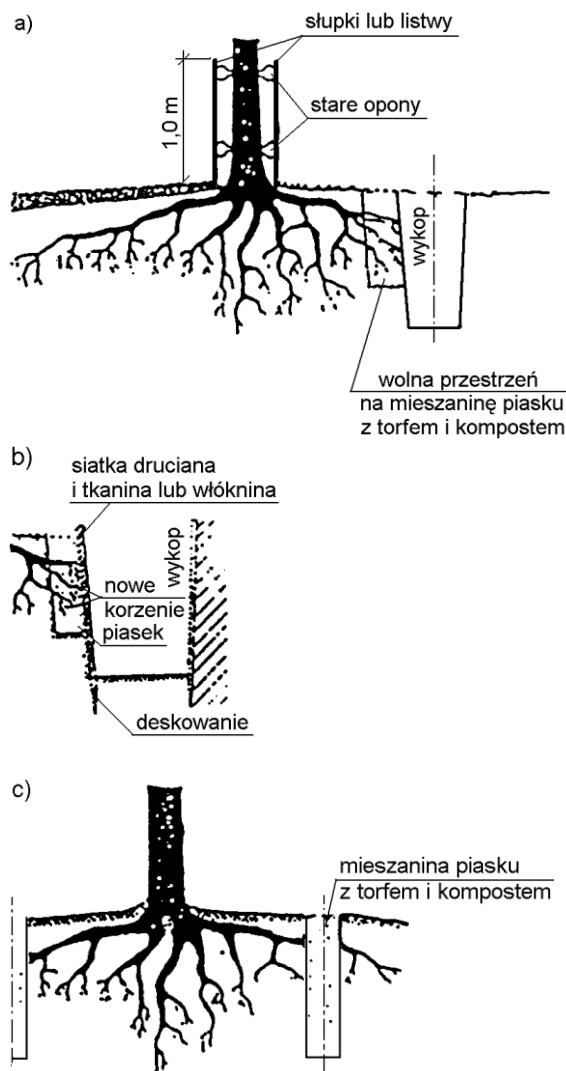 a)
słupki lub listwy
stare opony
1,0 m
wykop
wolna przestrzeń
na mieszaninę piasku
z torfem i kompostem
b)
siatka druciana
i tkanina lub włóknina
wykop
nowe
korzenie
piasek
deskowanie
c)
mieszanina piasku
z torfem i kompostem